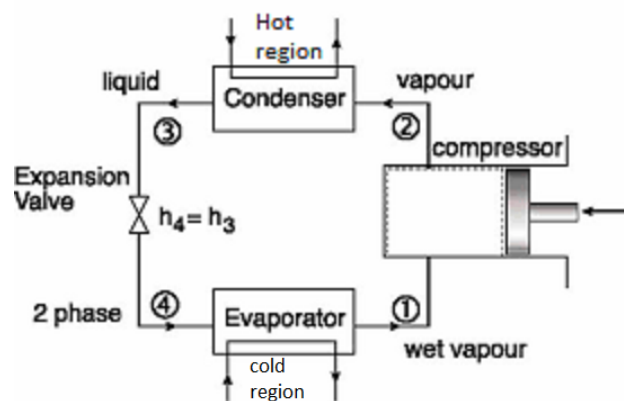 Hot
region
liquid
vapour
Condenser
③
②
compressor
Expansion
Valve
h₄= h₃
④
①
2 phase
Evaporator
wet vapour
cold
region